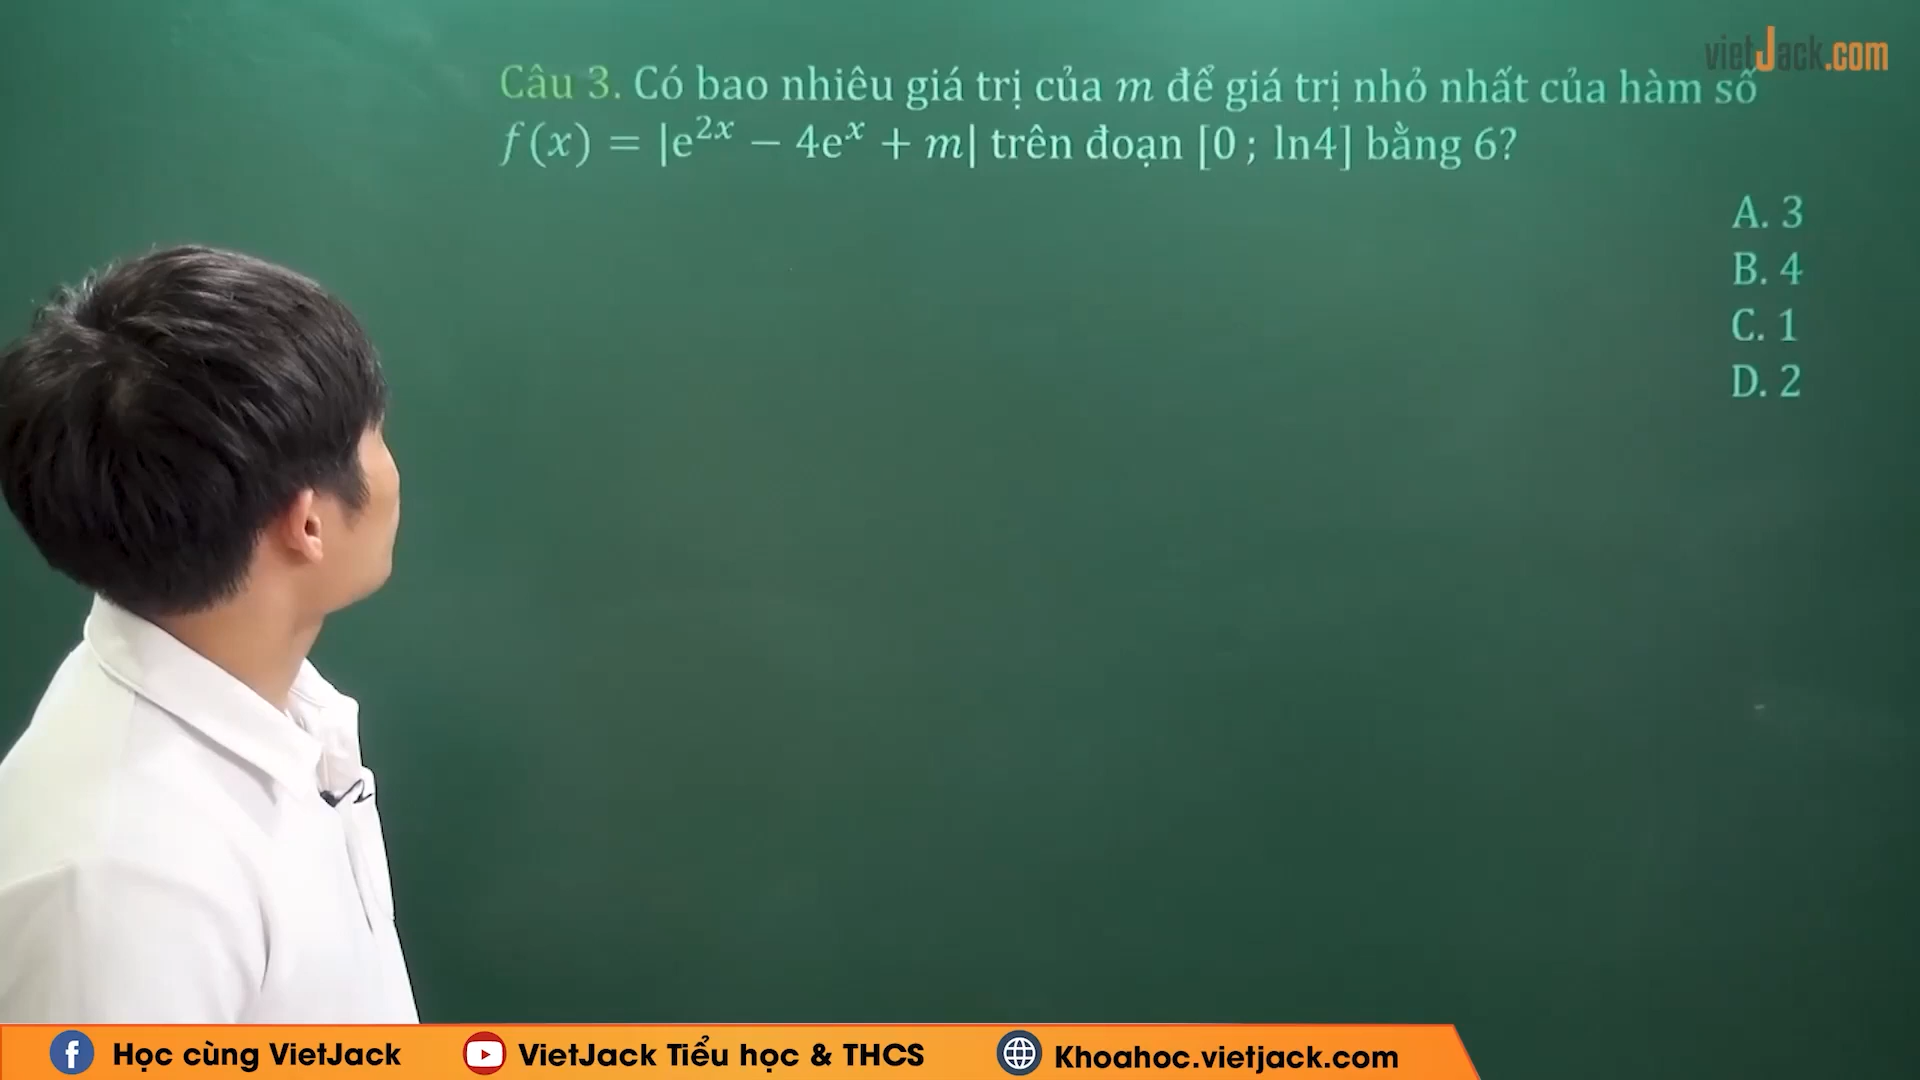 vietJack.com
Câu 3. Có bao nhiêu giá trị của m để giá trị nhỏ nhất của hàm số
f(x) = |e²ˣ − 4eˣ + m| trên đoạn [0 ; ln4] bằng 6?
A. 3
B. 4
C. 1
D. 2
Học cùng VietJack
VietJack Tiểu học & THCS
Khoahoc.vietjack.com